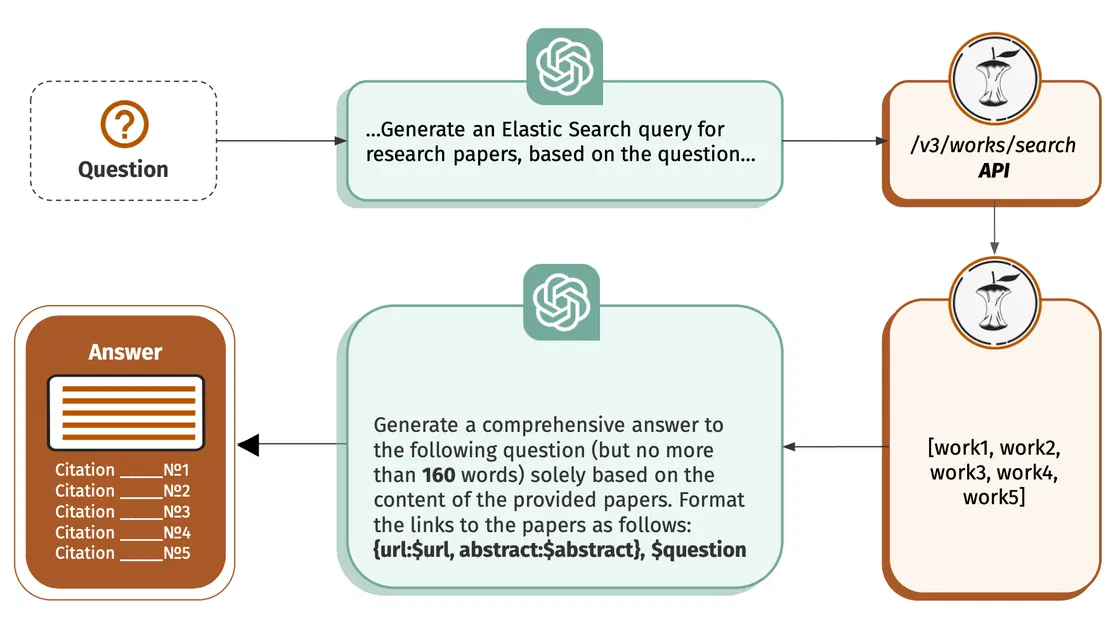 Question
...Generate an Elastic Search query for
research papers, based on the question...
/v3/works/search
API
[work1, work2,
work3, work4,
work5]
Generate a comprehensive answer to
the following question (but no more
than 160 words) solely based on the
content of the provided papers. Format
the links to the papers as follows:
{url:$url, abstract:$abstract}, $question
Answer
Citation _____№1
Citation _____№2
Citation _____№3
Citation _____№4
Citation _____№5